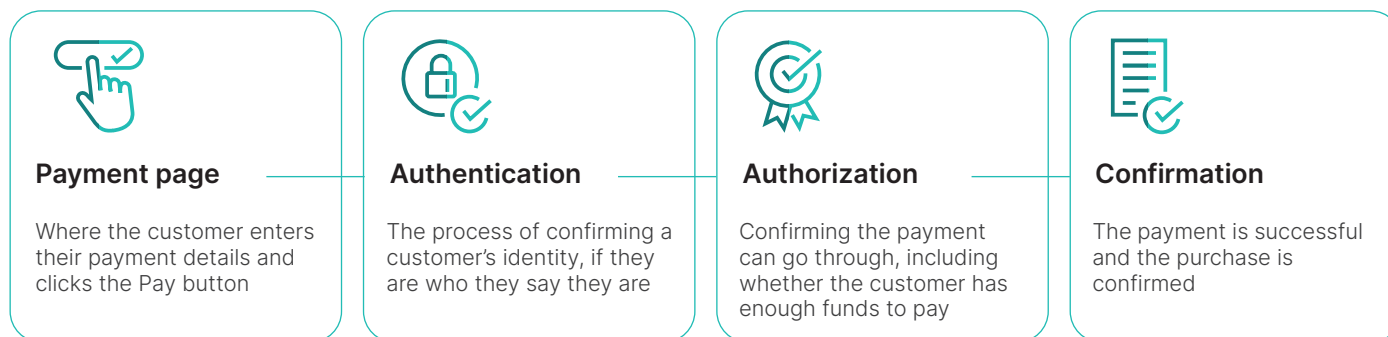 Payment page
Where the customer enters
their payment details and
clicks the Pay button
Authentication
The process of confirming a
customer’s identity, if they
are who they say they are
Authorization
Confirming the payment
can go through, including
whether the customer has
enough funds to pay
Confirmation
The payment is successful
and the purchase is
confirmed